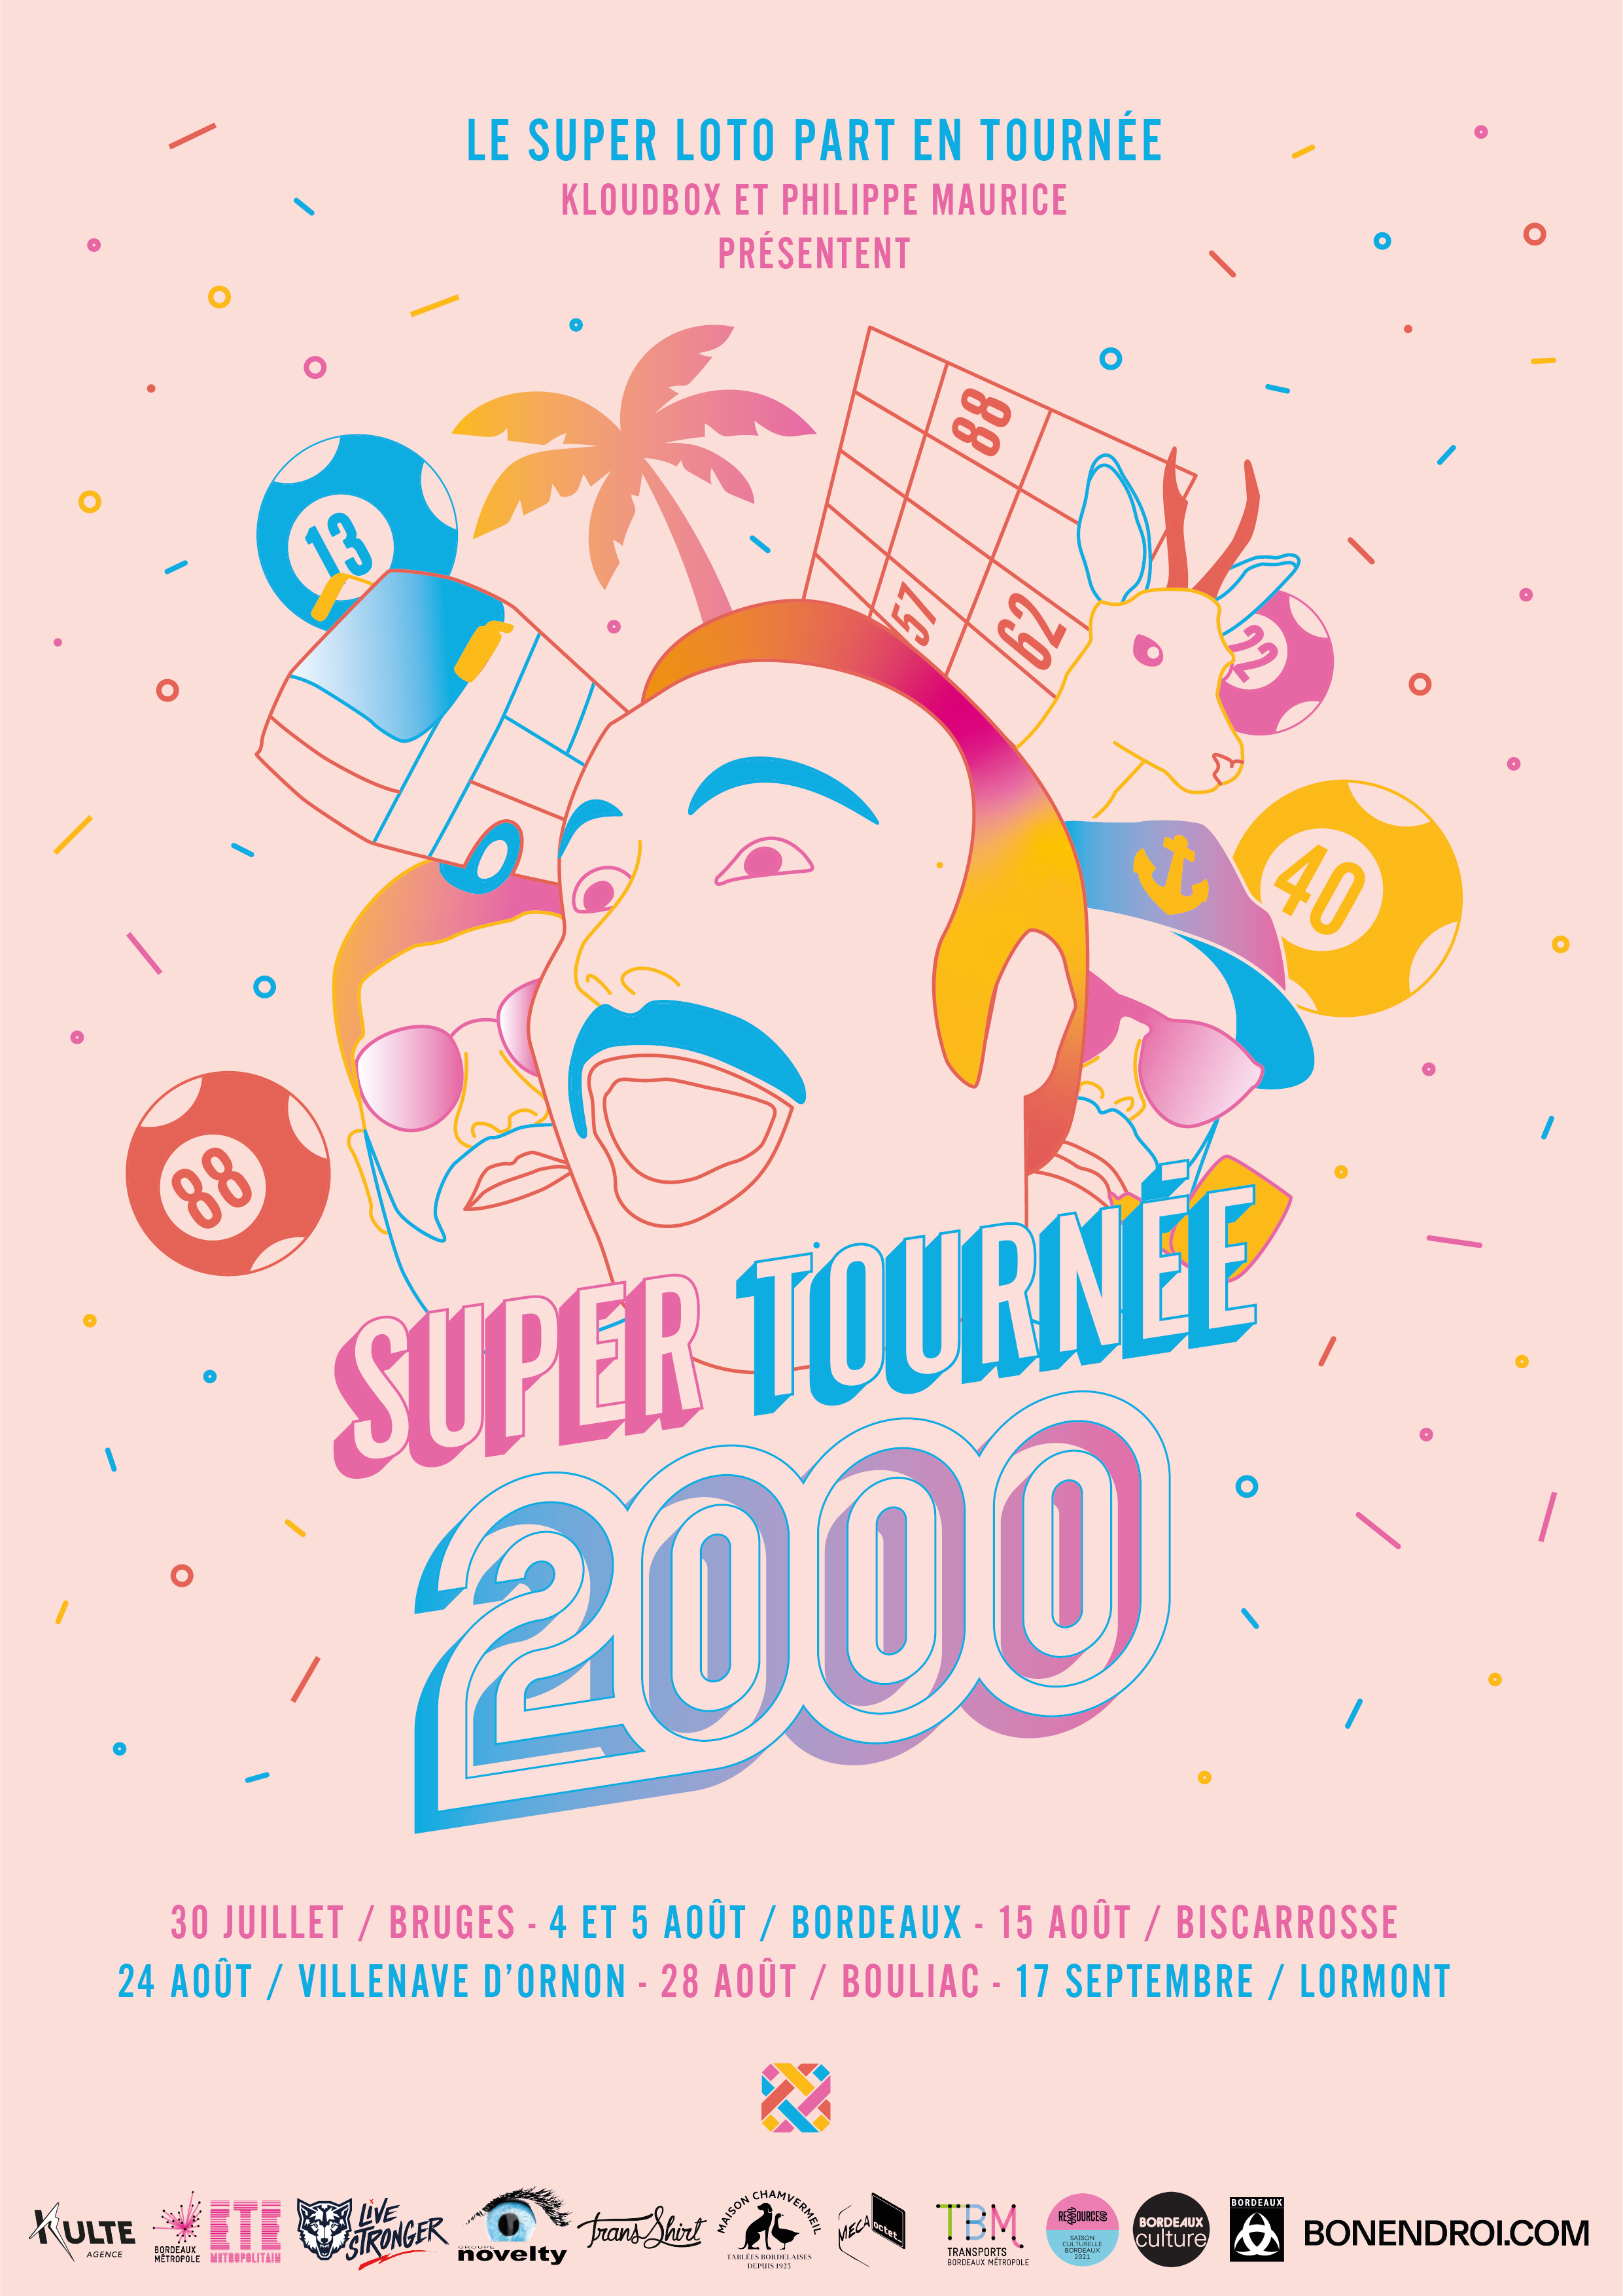 LE SUPER LOTO PART EN TOURNÉE
KLOUDBOX ET PHILIPPE MAURICE
PRÉSENTENT
88
13
57
62
22
40
88
SUPER TOURNÉE
2000
30 JUILLET / BRUGES - 4 ET 5 AOÛT / BORDEAUX - 15 AOÛT / BISCARROSSE
24 AOÛT / VILLENAVE D'ORNON - 28 AOÛT / BOULIAC - 17 SEPTEMBRE / LORMONT
KULTE
AGENCE
BORDEAUX
MÉTROPOLE
ÉTÉ
MÉTROPOLITAIN
LIVE
STRONGER
GROUPE
novelty
transShirt
MAISON CHAMVERMEIL
TABLÉES BORDELAISES
DEPUIS 1923
MECA
octet
TBM
TRANSPORTS
BORDEAUX MÉTROPOLE
RESSOURCES
SAISON
CULTURELLE
BORDEAUX
2021
BORDEAUX
culture
BORDEAUX
BONENDROI.COM